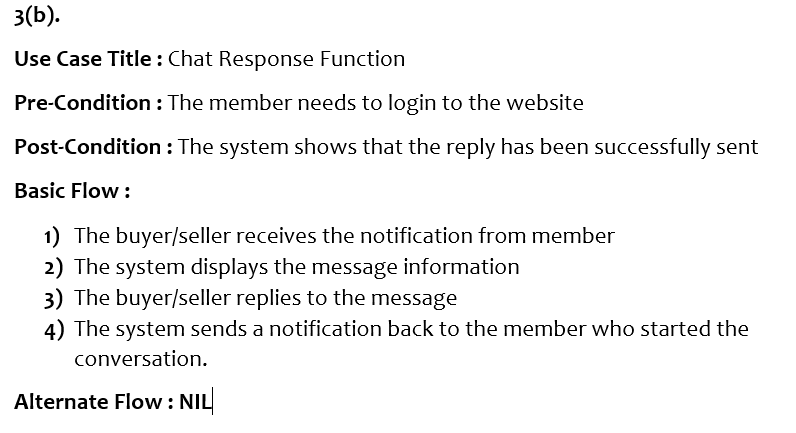 3(b).
Use Case Title : Chat Response Function
Pre-Condition : The member needs to login to the website
Post-Condition : The system shows that the reply has been successfully sent
Basic Flow :
1) The buyer/seller receives the notification from member
2) The system displays the message information
3) The buyer/seller replies to the message
4) The system sends a notification back to the member who started the
conversation.
Alternate Flow : NIL